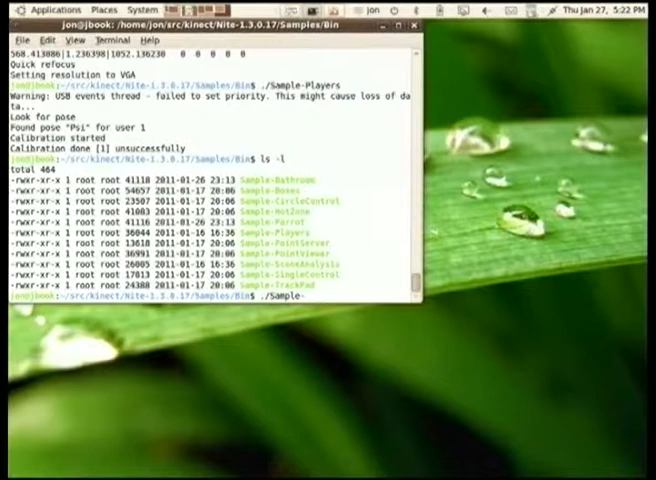 Applications Places System jon Thu Jan 27, 5:22 PM
jon@jbook: /home/jon/src/kinect/Nite-1.3.0.17/Samples/Bin
File Edit View Terminal Help
568.413086|1.236398|1052.136230 0 0 0 0 0
Quick refocus
Setting resolution to VGA
jon@jbook:~/src/kinect/Nite-1.3.0.17/Samples/Bin$ ./Sample-Players
Warning: USB events thread - failed to set priority. This might cause loss of da
ta...
Look for pose
Found pose "Psi" for user 1
Calibration started
Calibration done [1] unsuccessfully
jon@jbook:~/src/kinect/Nite-1.3.0.17/Samples/Bin$ ls -l
total 464
-rwxr-xr-x 1 root root 41118 2011-01-26 23:13 Sample-Bathroom
-rwxr-xr-x 1 root root 54657 2011-01-17 20:06 Sample-Boxes
-rwxr-xr-x 1 root root 23507 2011-01-17 20:06 Sample-CircleControl
-rwxr-xr-x 1 root root 41003 2011-01-17 20:06 Sample-HotZone
-rwxr-xr-x 1 root root 41116 2011-01-26 23:13 Sample-Parrot
-rwxr-xr-x 1 root root 36044 2011-01-16 16:36 Sample-Players
-rwxr-xr-x 1 root root 13618 2011-01-17 20:06 Sample-PointServer
-rwxr-xr-x 1 root root 36991 2011-01-17 20:06 Sample-PointViewer
-rwxr-xr-x 1 root root 26005 2011-01-16 16:36 Sample-SceneAnalysis
-rwxr-xr-x 1 root root 17813 2011-01-17 20:06 Sample-SingleControl
-rwxr-xr-x 1 root root 24388 2011-01-17 20:06 Sample-TrackPad
jon@jbook:~/src/kinect/Nite-1.3.0.17/Samples/Bin$ ./Sample-